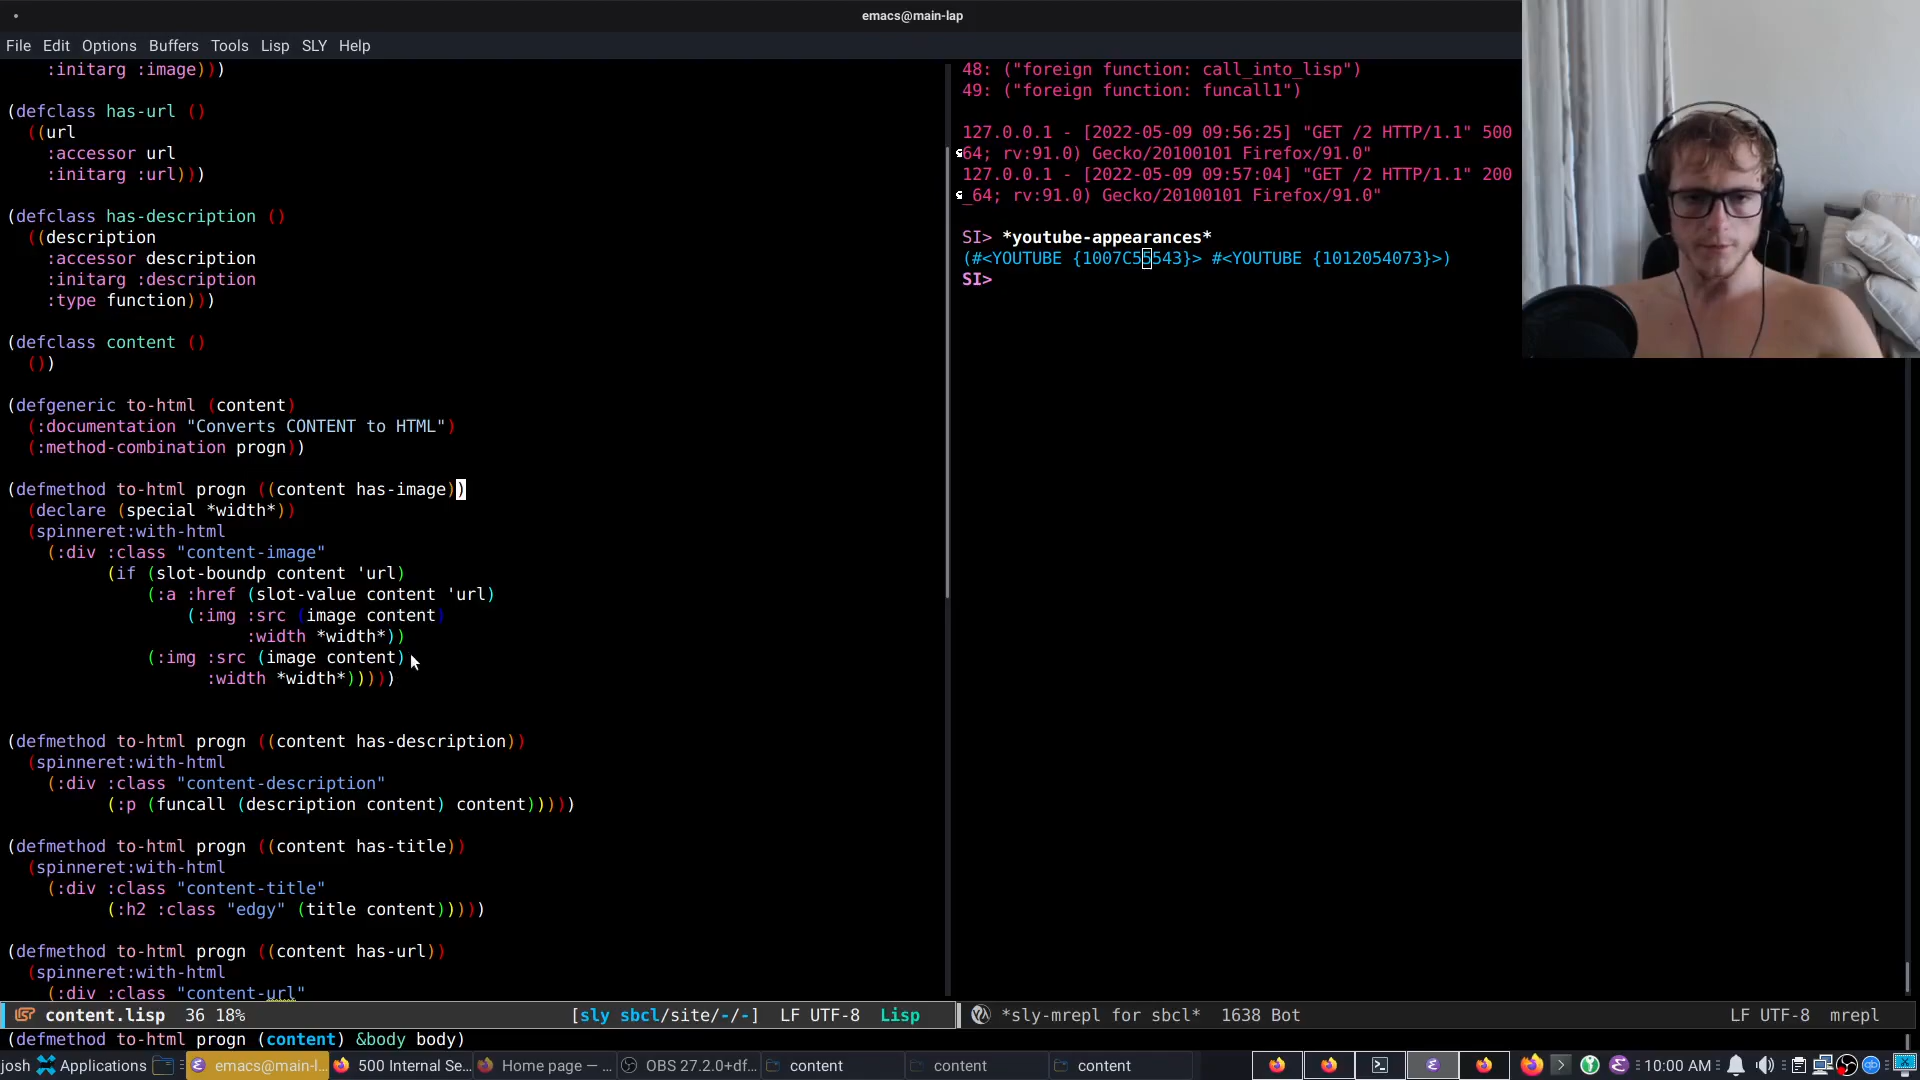 emacs@main-lap
File Edit Options Buffers Tools Lisp SLY Help
:initarg :image)))
(defclass has-url ()
((url
:accessor url
:initarg :url)))
(defclass has-description ()
((description
:accessor description
:initarg :description
:type function)))
(defclass content ()
())
(defgeneric to-html (content)
(:documentation "Converts CONTENT to HTML")
(:method-combination progn))
(defmethod to-html progn ((content has-image))
(declare (special *width*))
(spinneret:with-html
(:div :class "content-image"
(if (slot-boundp content 'url)
(:a :href (slot-value content 'url)
(:img :src (image content)
:width *width*))
(:img :src (image content)
:width *width*)))))
(defmethod to-html progn ((content has-description))
(spinneret:with-html
(:div :class "content-description"
(:p (funcall (description content) content)))))
(defmethod to-html progn ((content has-title))
(spinneret:with-html
(:div :class "content-title"
(:h2 :class "edgy" (title content)))))
(defmethod to-html progn ((content has-url))
(spinneret:with-html
(:div :class "content-url"
content.lisp 36 18% [sly sbcl/site/-/-] LF UTF-8 Lisp
48: ("foreign function: call_into_lisp")
49: ("foreign function: funcall1")
127.0.0.1 - [2022-05-09 09:56:25] "GET /2 HTTP/1.1" 500
64; rv:91.0) Gecko/20100101 Firefox/91.0"
127.0.0.1 - [2022-05-09 09:57:04] "GET /2 HTTP/1.1" 200
_64; rv:91.0) Gecko/20100101 Firefox/91.0"
SI> *youtube-appearances*
(#<YOUTUBE {1007C55543}> #<YOUTUBE {1012054073}>)
SI>
*sly-mrepl for sbcl* 1638 Bot LF UTF-8 mrepl
(defmethod to-html progn (content) &body body)
josh Applications emacs@main-l... 500 Internal Se... Home page — ... OBS 27.2.0+df... content content content 10:00 AM